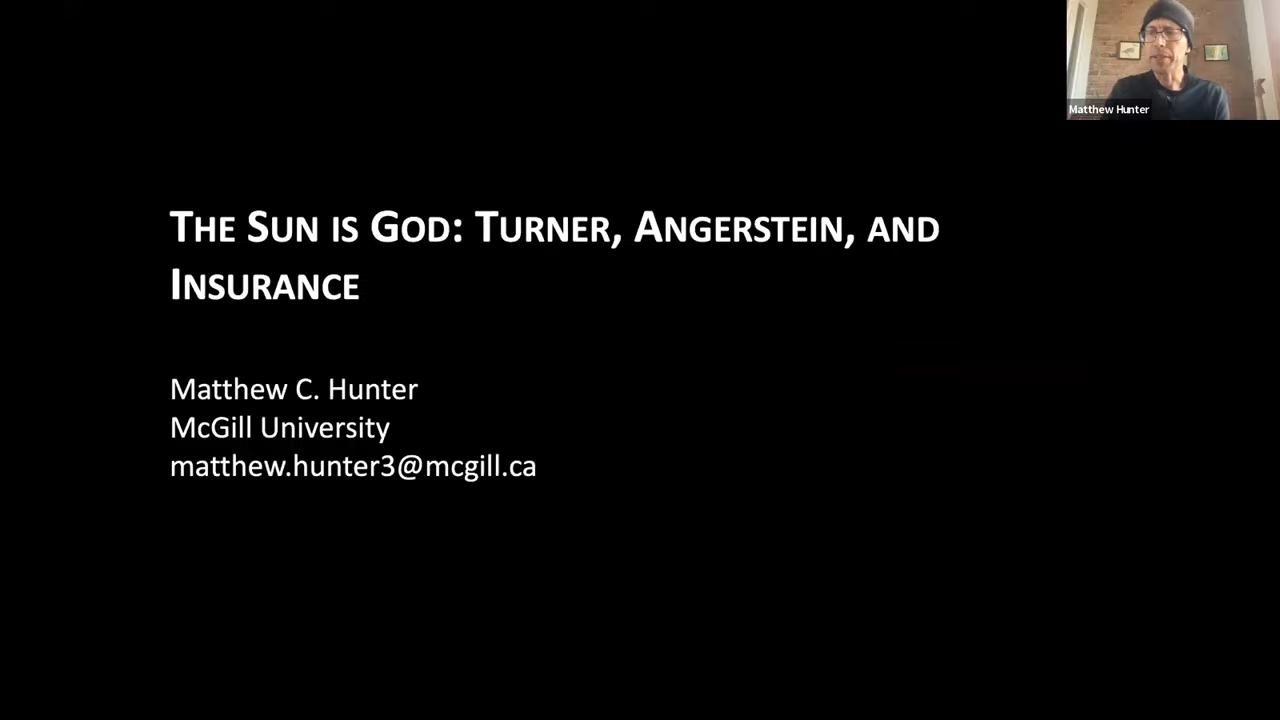 Matthew Hunter
THE SUN IS GOD: TURNER, ANGERSTEIN, AND
INSURANCE
Matthew C. Hunter
McGill University
matthew.hunter3@mcgill.ca